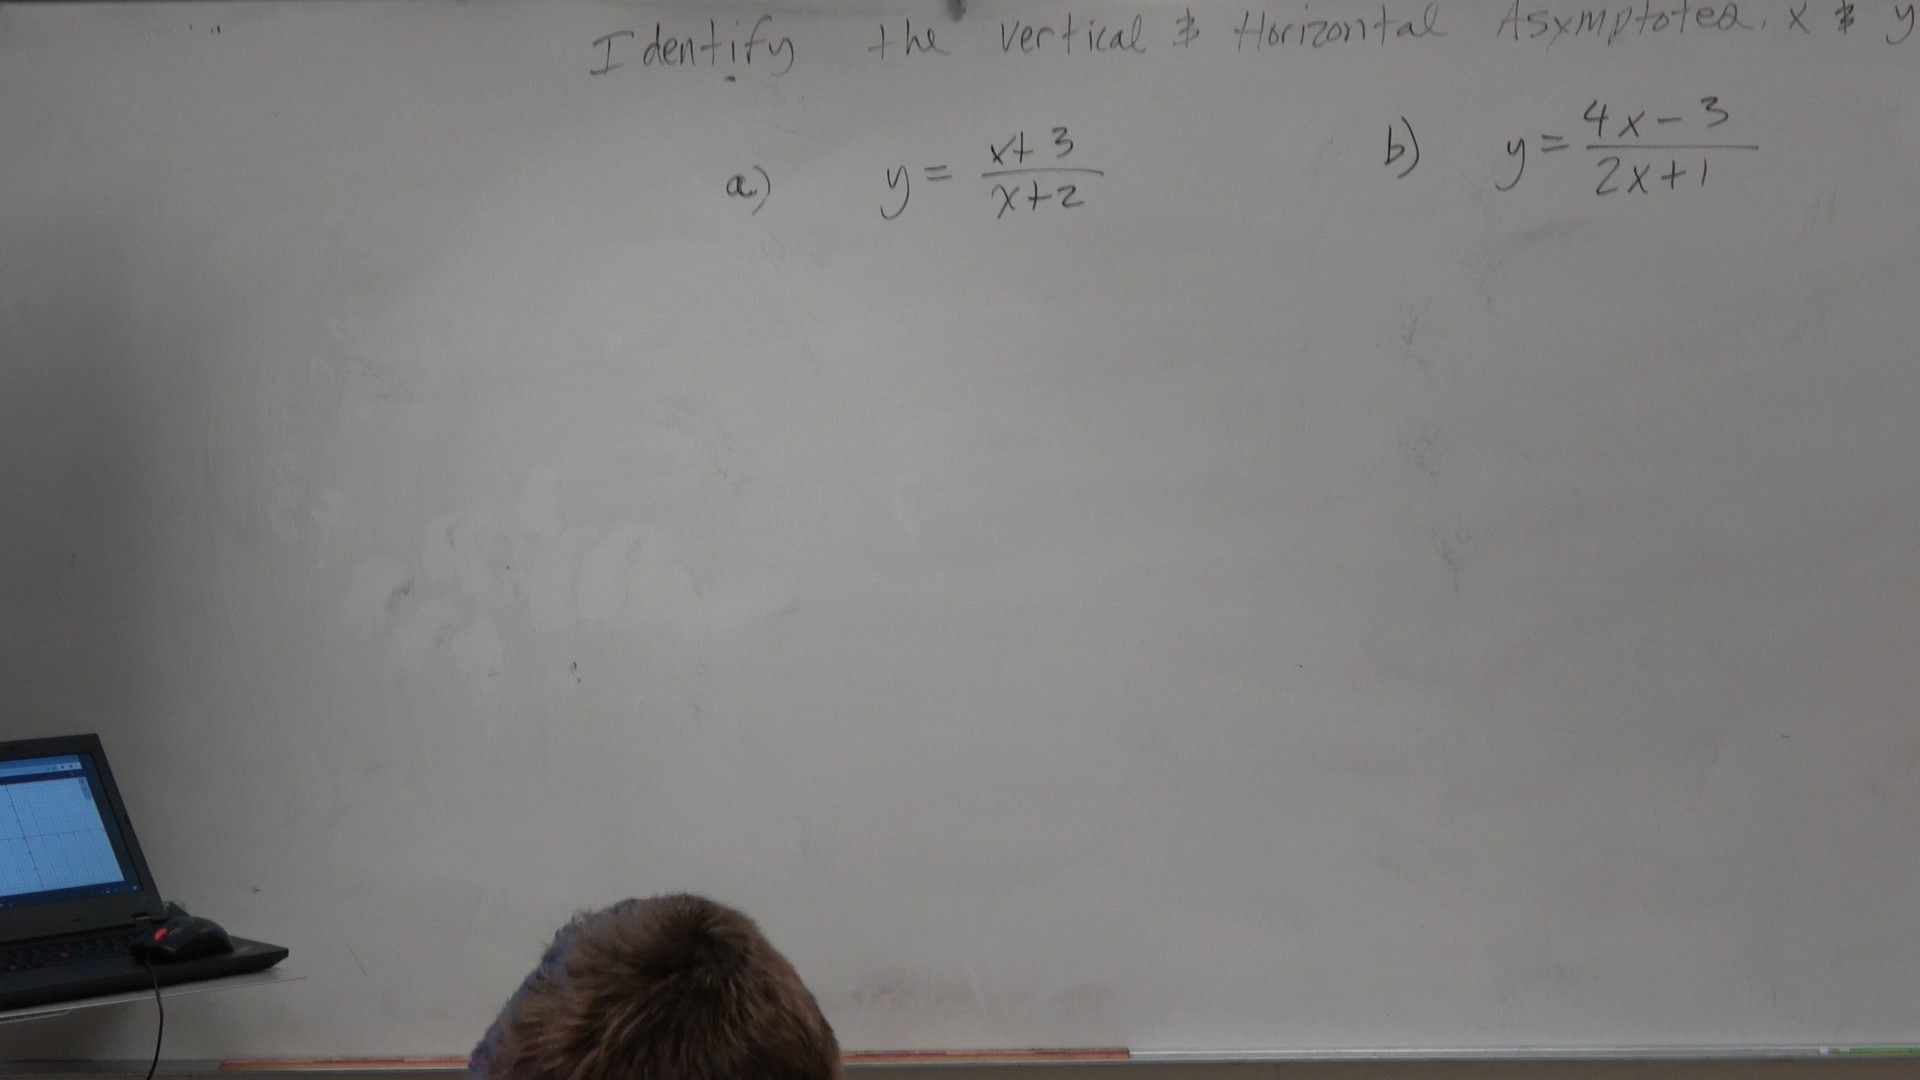 Identify the Vertical & Horizontal Asymptotes. x & y
a) y = x+3 / x+2
b) y = 4x-3 / 2x+1